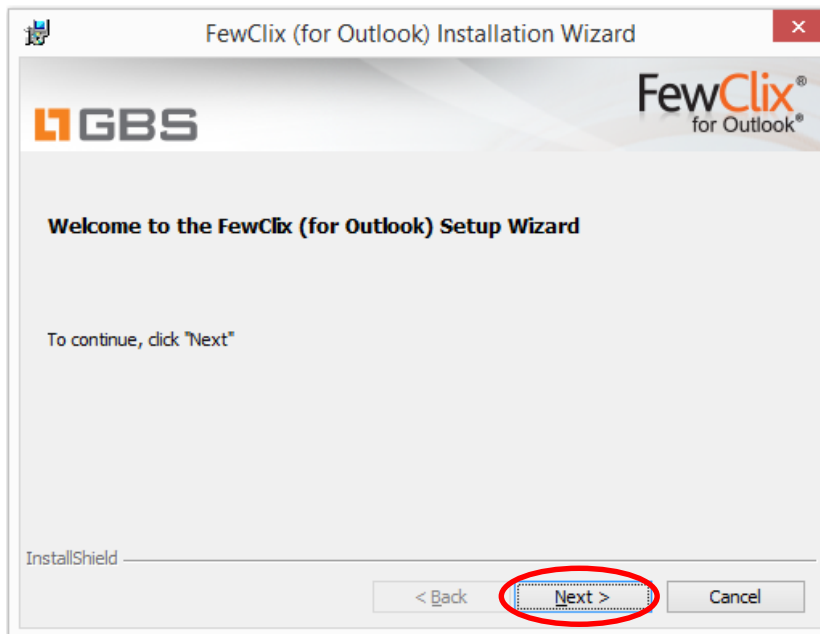 FewClix (for Outlook) Installation Wizard
GBS
FewClix®
for Outlook®
Welcome to the FewClix (for Outlook) Setup Wizard
To continue, click "Next"
InstallShield
< Back Next > Cancel